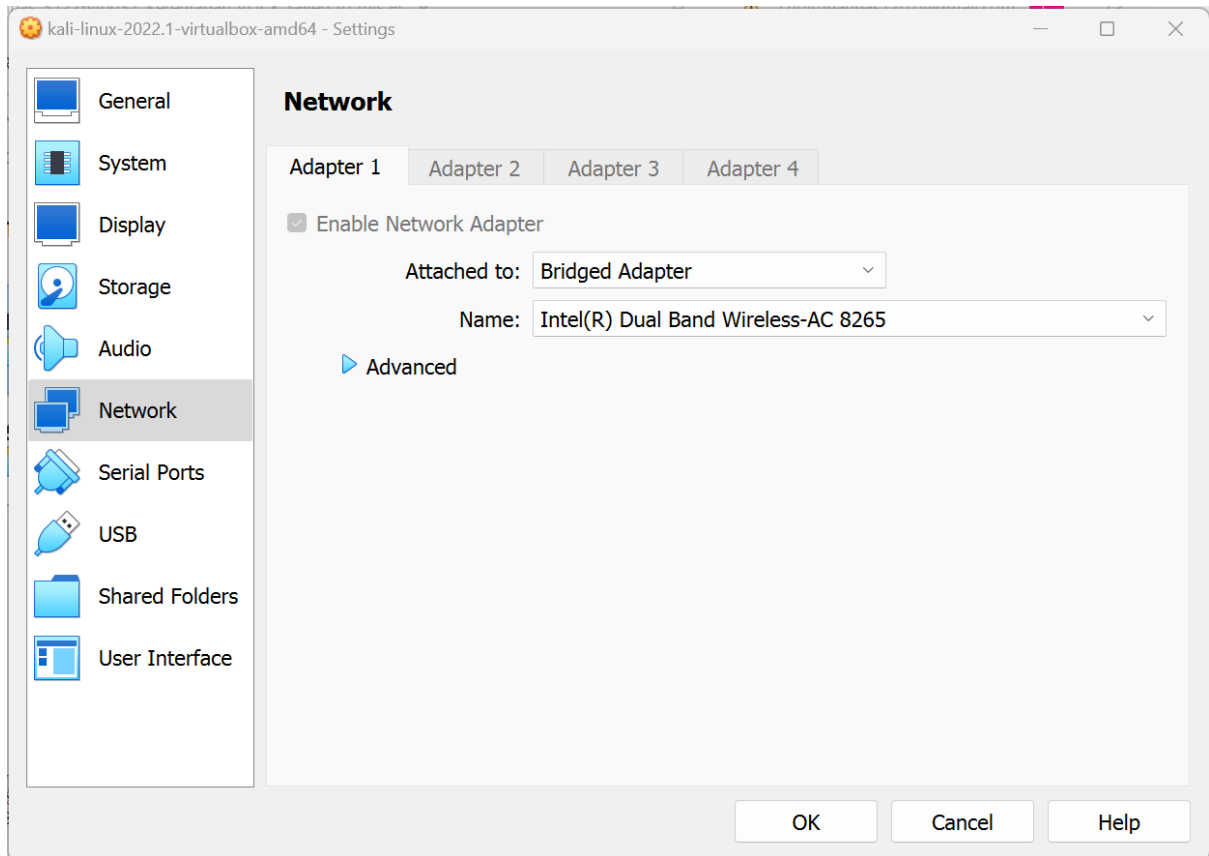 kali-linux-2022.1-virtualbox-amd64 - Settings
General
System
Display
Storage
Audio
Network
Serial Ports
USB
Shared Folders
User Interface
Network
Adapter 1 Adapter 2 Adapter 3 Adapter 4
Enable Network Adapter
Attached to: Bridged Adapter
Name: Intel(R) Dual Band Wireless-AC 8265
Advanced
OK Cancel Help